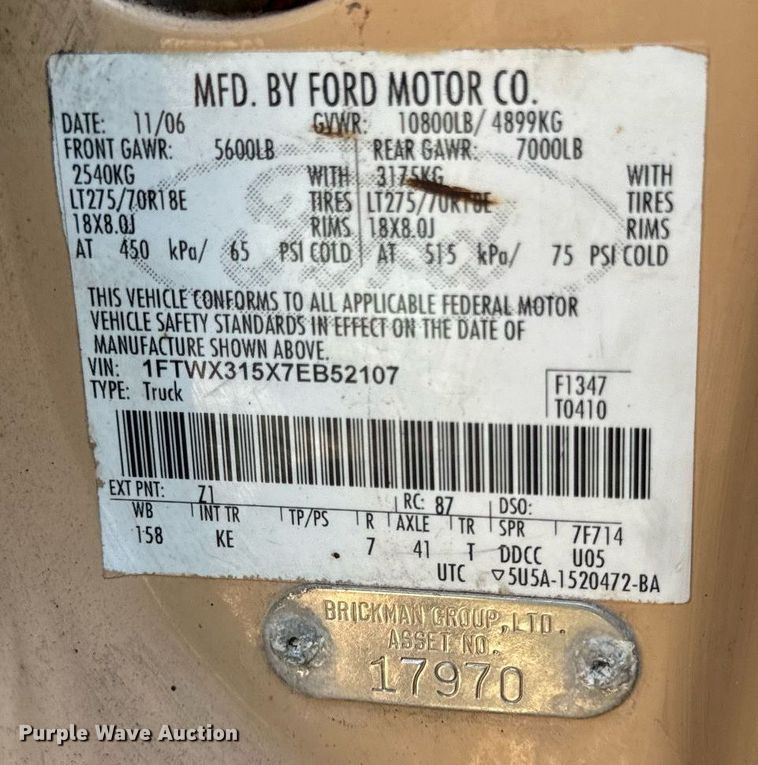 MFD. BY FORD MOTOR CO.
DATE: 11/06 GVWR: 10800LB/ 4899KG
FRONT GAWR: 5600LB REAR GAWR: 7000LB
2540KG WITH 3175KG WITH
LT275/70R18E TIRES LT275/70R18E TIRES
18X8.0J RIMS 18X8.0J RIMS
AT 450 kPa/ 65 PSI COLD AT 515 kPa/ 75 PSI COLD
Ford
THIS VEHICLE CONFORMS TO ALL APPLICABLE FEDERAL MOTOR
VEHICLE SAFETY STANDARDS IN EFFECT ON THE DATE OF
MANUFACTURE SHOWN ABOVE.
VIN: 1FTWX315X7EB52107
TYPE: Truck
F1347
T0410
EXT PNT: Z1 RC: 87 DSO:
WB INT TR TP/PS R AXLE TR SPR 7F714
158 KE 7 41 T DDCC U05
UTC ▽5U5A-1520472-BA
BRICKMAN GROUP, LTD.
ASSET NO.
17970
Purple Wave Auction